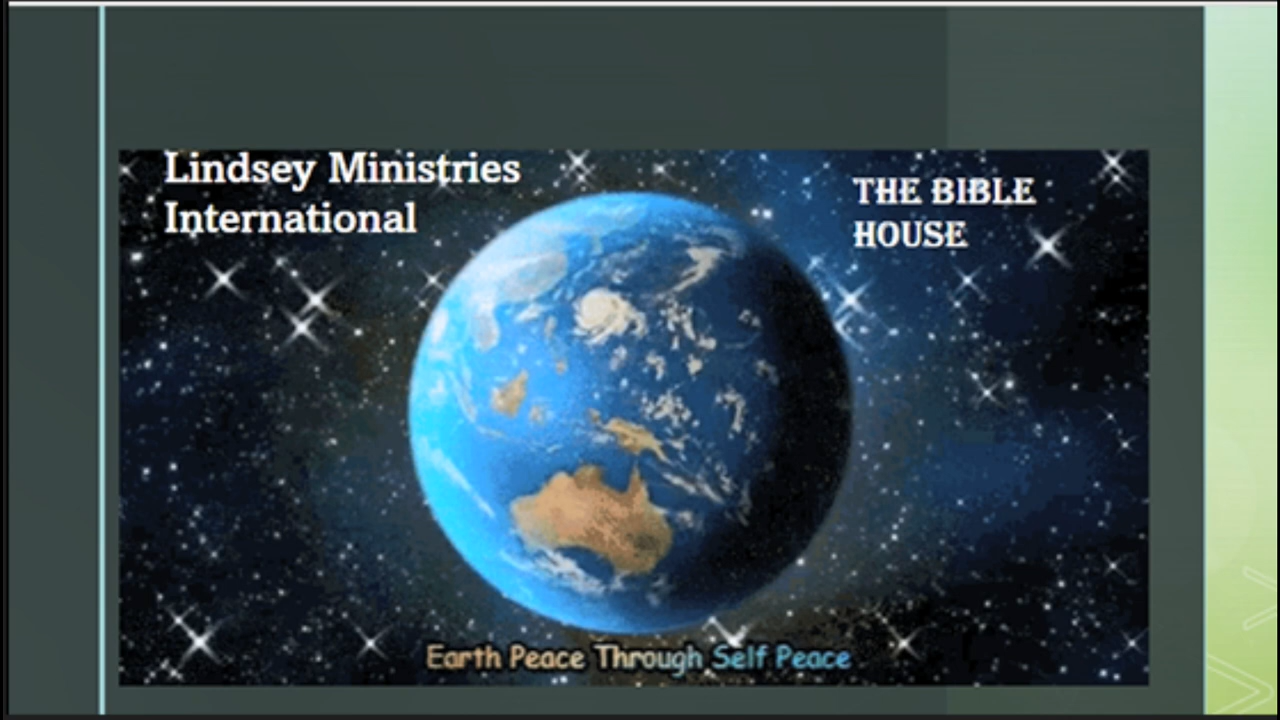 Lindsey Ministries
International
THE BIBLE
HOUSE
Earth Peace Through Self Peace